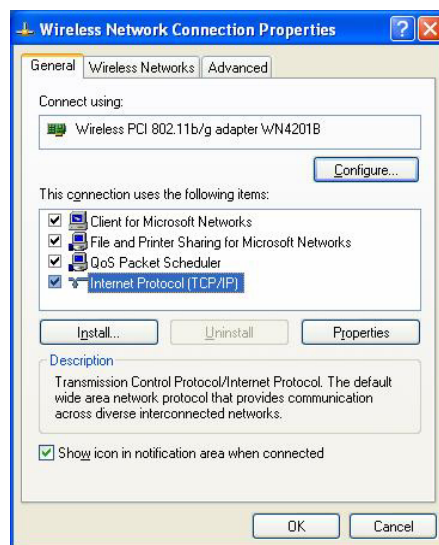 Wireless Network Connection Properties
General Wireless Networks Advanced
Connect using:
Wireless PCI 802.11b/g adapter WN4201B
Configure...
This connection uses the following items:
Client for Microsoft Networks
File and Printer Sharing for Microsoft Networks
QoS Packet Scheduler
Internet Protocol (TCP/IP)
Install... Uninstall Properties
Description
Transmission Control Protocol/Internet Protocol. The default
wide area network protocol that provides communication
across diverse interconnected networks.
Show icon in notification area when connected
OK Cancel